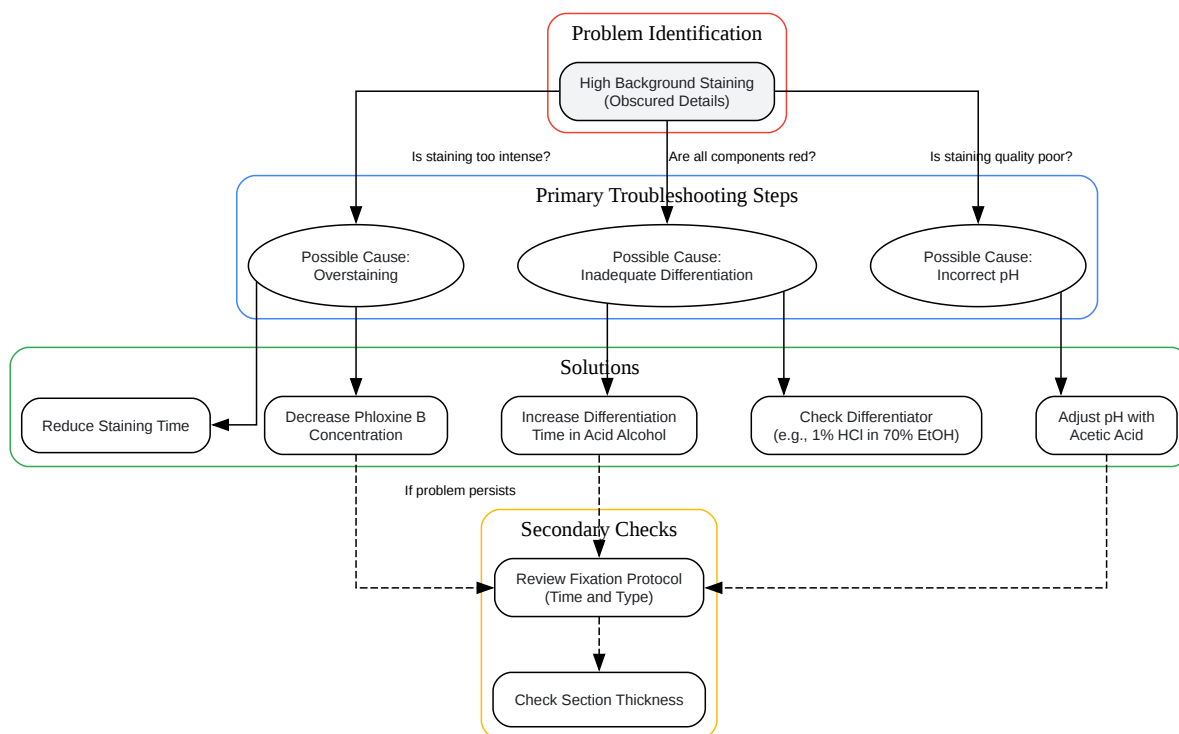 Problem Identification
High Background Staining
(Obscured Details)
Is staining too intense?
Are all components red?
Is staining quality poor?
Primary Troubleshooting Steps
Possible Cause:
Overstaining
Possible Cause:
Inadequate Differentiation
Possible Cause:
Incorrect pH
Solutions
Reduce Staining Time
Decrease Phloxine B
Concentration
Increase Differentiation
Time in Acid Alcohol
Check Differentiator
(e.g., 1% HCl in 70% EtOH)
Adjust pH with
Acetic Acid
If problem persists
Secondary Checks
Review Fixation Protocol
(Time and Type)
Check Section Thickness